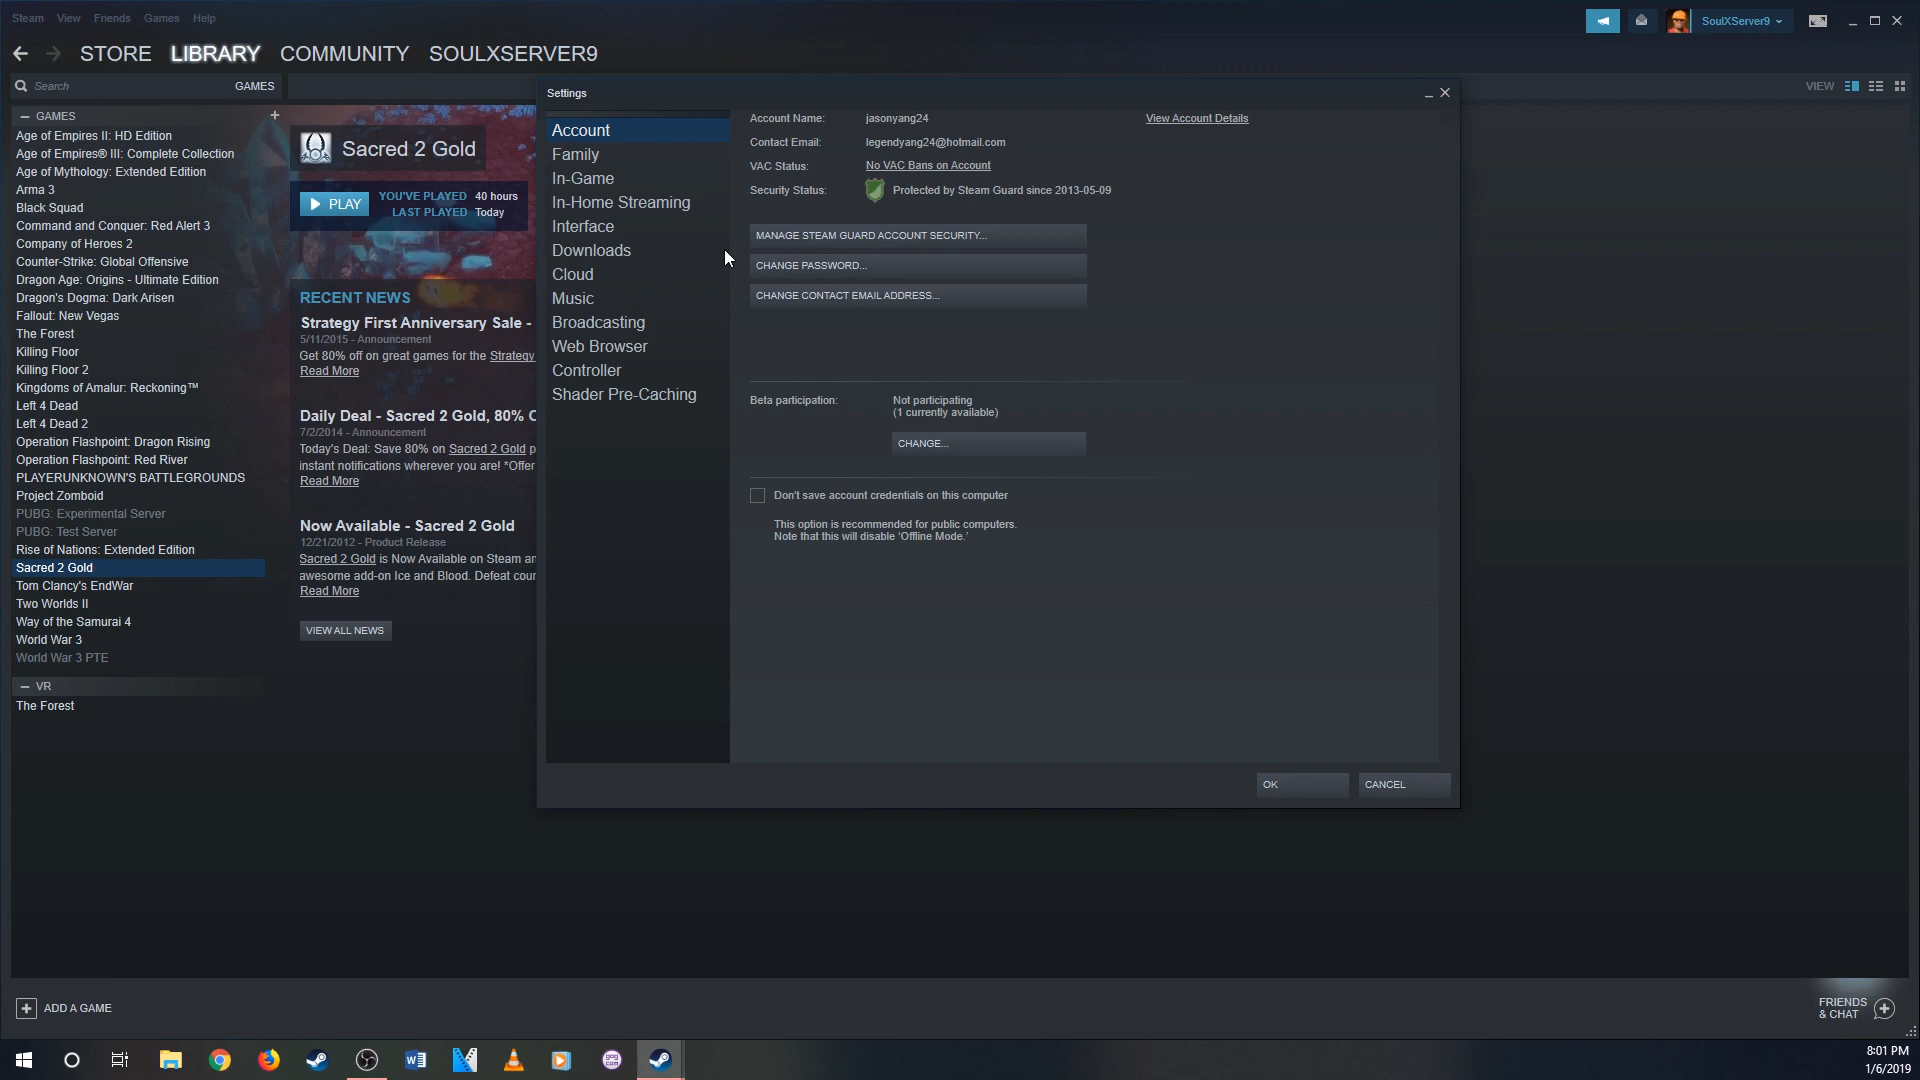 Steam View Friends Games Help
SoulXServer9
STORE LIBRARY COMMUNITY SOULXSERVER9
Search GAMES
VIEW
GAMES
Age of Empires II: HD Edition
Age of Empires® III: Complete Collection
Age of Mythology: Extended Edition
Arma 3
Black Squad
Command and Conquer: Red Alert 3
Company of Heroes 2
Counter-Strike: Global Offensive
Dragon Age: Origins - Ultimate Edition
Dragon's Dogma: Dark Arisen
Fallout: New Vegas
The Forest
Killing Floor
Killing Floor 2
Kingdoms of Amalur: Reckoning™
Left 4 Dead
Left 4 Dead 2
Operation Flashpoint: Dragon Rising
Operation Flashpoint: Red River
PLAYERUNKNOWN'S BATTLEGROUNDS
Project Zomboid
PUBG: Experimental Server
PUBG: Test Server
Rise of Nations: Extended Edition
Sacred 2 Gold
Tom Clancy's EndWar
Two Worlds II
Way of the Samurai 4
World War 3
World War 3 PTE
VR
The Forest
Sacred 2 Gold
PLAY
YOU'VE PLAYED 40 hours
LAST PLAYED Today
RECENT NEWS
Strategy First Anniversary Sale -
5/11/2015 - Announcement
Get 80% off on great games for the Strategy
Read More
Daily Deal - Sacred 2 Gold, 80%
7/2/2014 - Announcement
Today's Deal: Save 80% on Sacred 2 Gold
instant notifications wherever you are! *Offer
Read More
Now Available - Sacred 2 Gold
12/21/2012 - Product Release
Sacred 2 Gold is Now Available on Steam
awesome add-on Ice and Blood. Defeat
Read More
VIEW ALL NEWS
Settings
Account
Family
In-Game
In-Home Streaming
Interface
Downloads
Cloud
Music
Broadcasting
Web Browser
Controller
Shader Pre-Caching
Account Name: jasonyang24 View Account Details
Contact Email: legendyang24@hotmail.com
VAC Status: No VAC Bans on Account
Security Status: Protected by Steam Guard since 2013-05-09
MANAGE STEAM GUARD ACCOUNT SECURITY...
CHANGE PASSWORD...
CHANGE CONTACT EMAIL ADDRESS...
Beta participation: Not participating
(1 currently available)
CHANGE...
Don't save account credentials on this computer
This option is recommended for public computers.
Note that this will disable 'Offline Mode.'
OK CANCEL
ADD A GAME
FRIENDS
& CHAT
gog
com
8:01 PM
1/6/2019